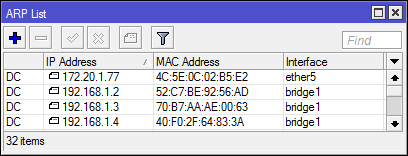 ARP List
Find
IP Address MAC Address Interface
DC 172.20.1.77 4C:5E:0C:02:B5:E2 ether5
DC 192.168.1.2 52:C7:BE:92:56:AD bridge1
DC 192.168.1.3 70:B7:AA:AE:00:63 bridge1
DC 192.168.1.4 40:F0:2F:64:83:3A bridge1
32 items